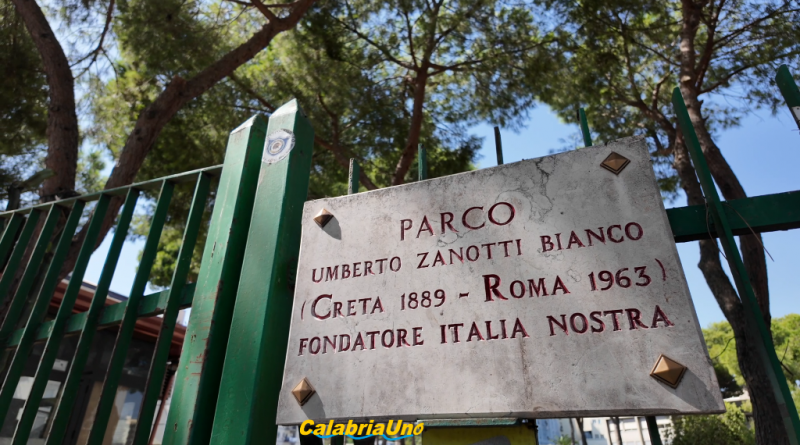 PARCO
UMBERTO ZANOTTI BIANCO
(CRETA 1889 - ROMA 1963)
FONDATORE ITALIA NOSTRA
CalabriaUno